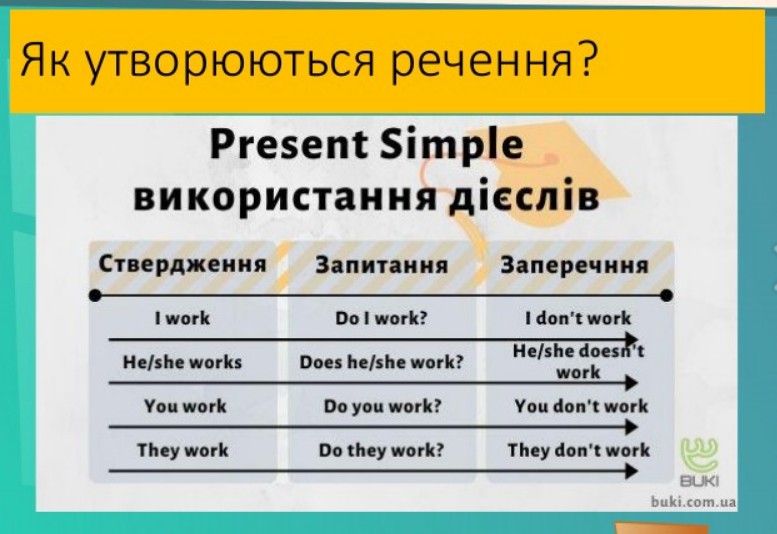 Як утворюються речення?
Present Simple
використання дієслів
Ствердження Запитання Заперечння
I work Do I work? I don't work
He/she works Does he/she work? He/she doesn't
work
You work Do you work? You don't work
They work Do they work? They don't work
BUKI
buki.com.ua